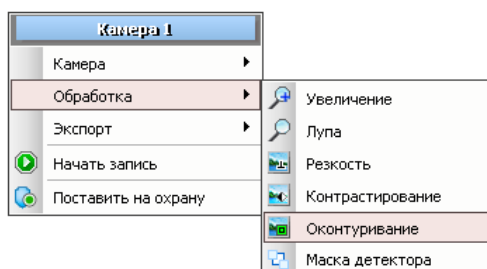 Камера 1
Камера
Обработка
Экспорт
Начать запись
Поставить на охрану
Увеличение
Лупа
Резкость
Контрастирование
Оконтуривание
Маска детектора